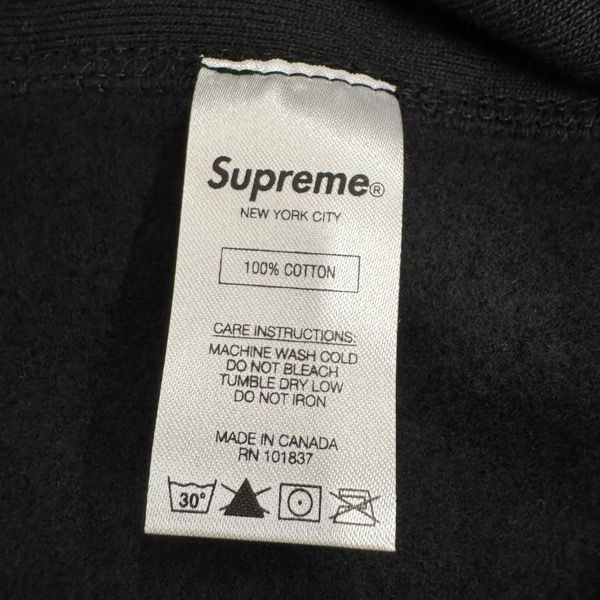 Supreme®
NEW YORK CITY
100% COTTON
CARE INSTRUCTIONS:
MACHINE WASH COLD
DO NOT BLEACH
TUMBLE DRY LOW
DO NOT IRON
MADE IN CANADA
RN 101837
30°